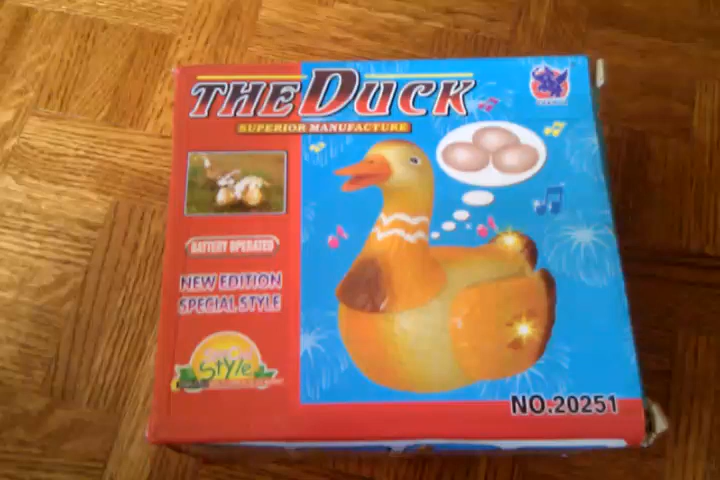 THE DUCK
SUPERIOR MANUFACTURE
BATTERY OPERATED
NEW EDITION
SPECIAL STYLE
Style
NO.20251